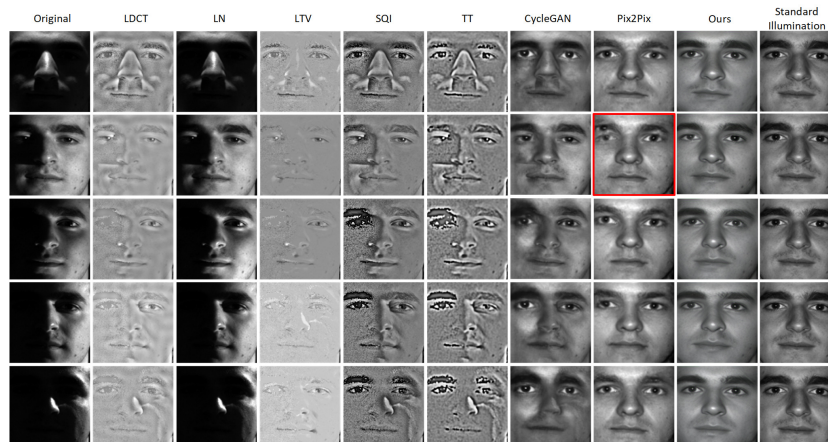 Original LDCT LN LTV SQI TT CycleGAN Pix2Pix Ours Standard
Illumination